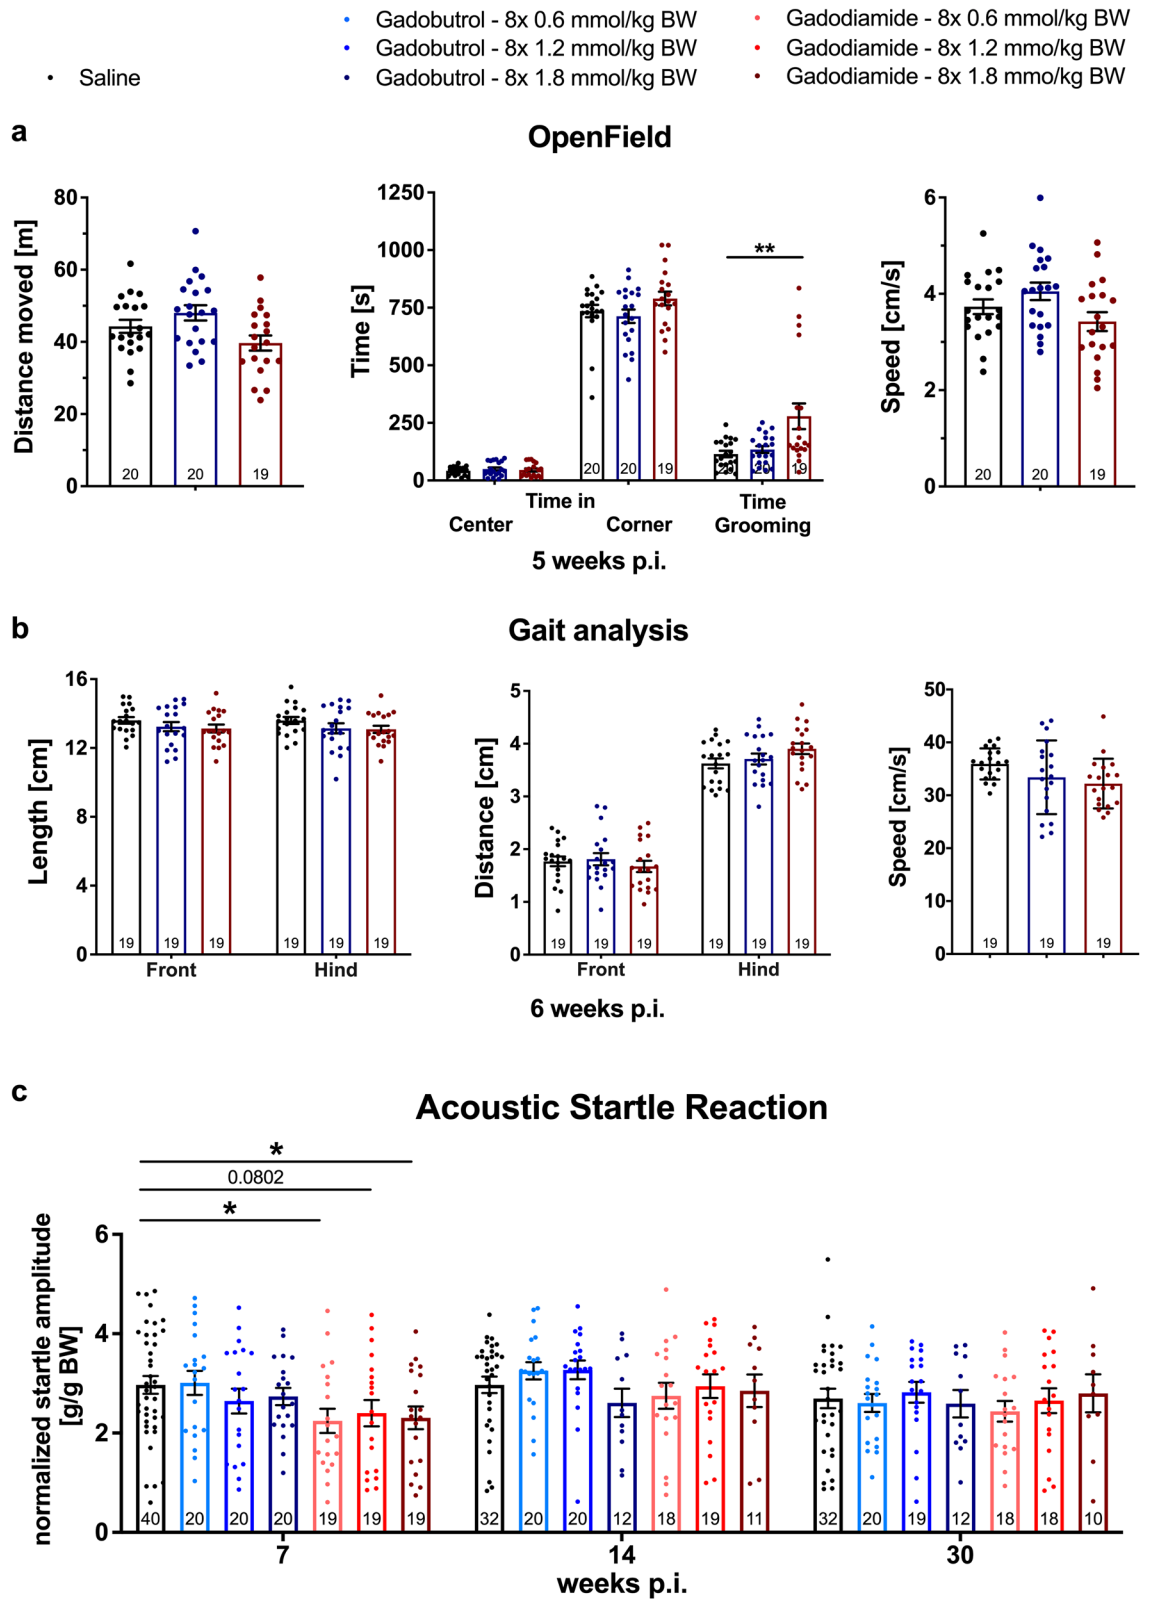 Gadobutrol - 8x 0.6 mmol/kg BW Gadodiamide - 8x 0.6 mmol/kg BW
Gadobutrol - 8x 1.2 mmol/kg BW Gadodiamide - 8x 1.2 mmol/kg BW
Saline Gadobutrol - 8x 1.8 mmo/kg BW Gadodiamide - 8x 1.8 mmo/kg BW
a
OpenField
Distance moved [m]
80
60
40
20
0
20 20 19
Time [s]
1250
1000
750
500
250
0
**
20 20 19
20 20 19
Time in Time
Center Corner Grooming
Speed [cm/s]
6
4
2
0
20 20 19
5 weeks p.i.
b
Gait analysis
Length [cm]
16
12
8
4
0
19 19 19 19 19 19
Front Hind
Distance [cm]
5
4
3
2
1
0
19 19 19 19 19 19
Front Hind
Speed [cm/s]
50
40
30
20
10
0
19 19 19
6 weeks p.i.
c
Acoustic Startle Reaction
*
0.0802
*
normalized startle amplitude
[g/g BW]
6
4
2
0
40 20 20 20 19 19 19 32 20 20 12 18 19 11 32 20 19 12 18 18 10
7 14 30
weeks p.i.